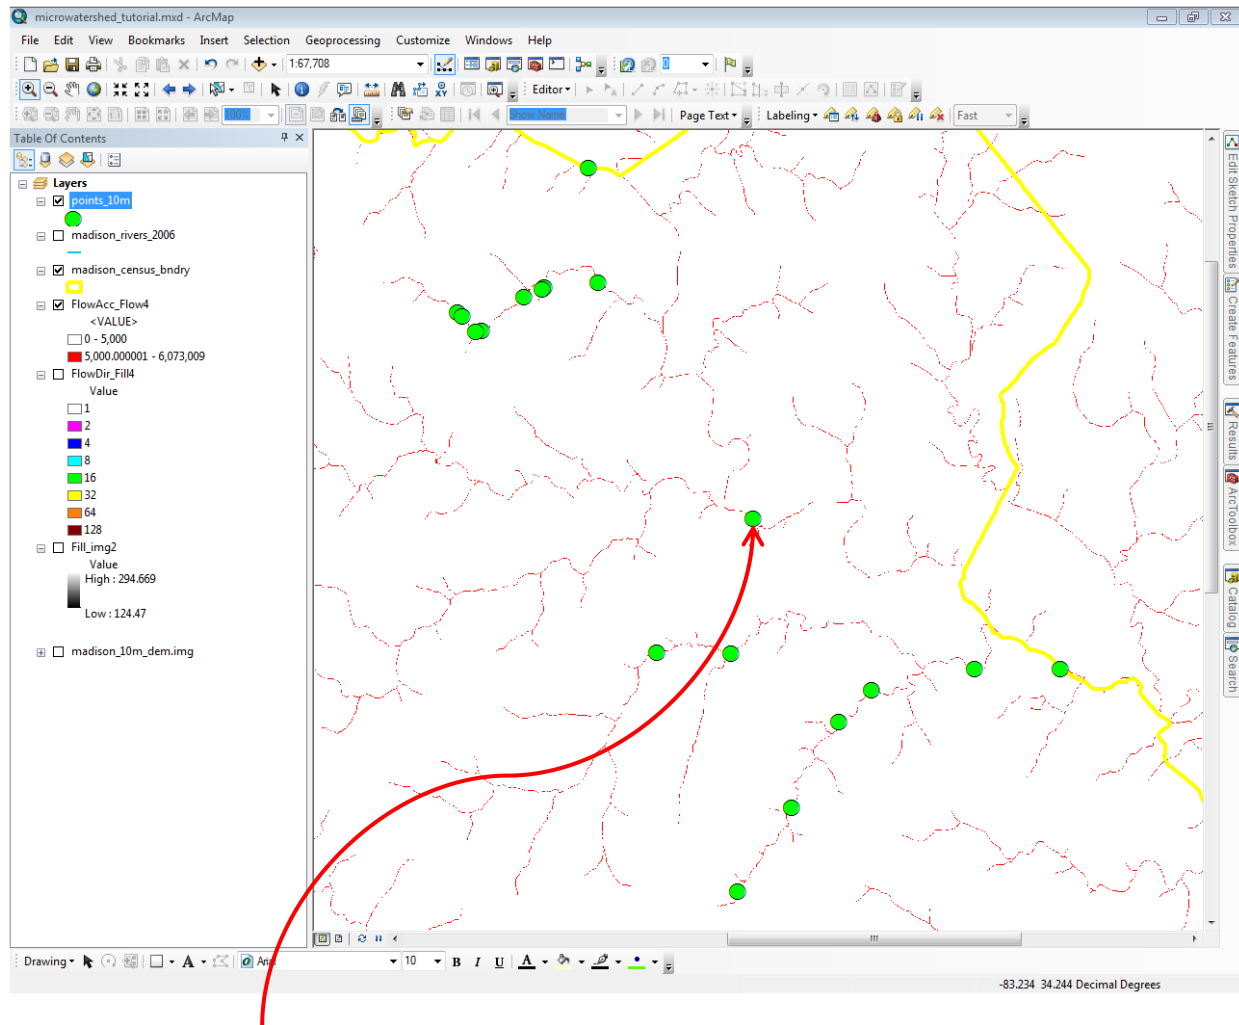 microwatershed_tutorial.mxd - ArcMap
File Edit View Bookmarks Insert Selection Geoprocessing Customize Windows Help
1:67,708
Editor
100%
Show Name
Page Text
Labeling
Fast
Table Of Contents
Layers
points_10m
madison_rivers_2006
madison_census_bndry
FlowAcc_Flow4
<VALUE>
0 - 5,000
5,000.000001 - 6,073,009
FlowDir_Fill4
Value
1
2
4
8
16
32
64
128
Fill_img2
Value
High : 294.669
Low : 124.47
madison_10m_dem.img
Edit Sketch Properties
Create Features
Results
ArcToolbox
Catalog
Search
Drawing
A
10
B I U A
-83.234 34.244 Decimal Degrees